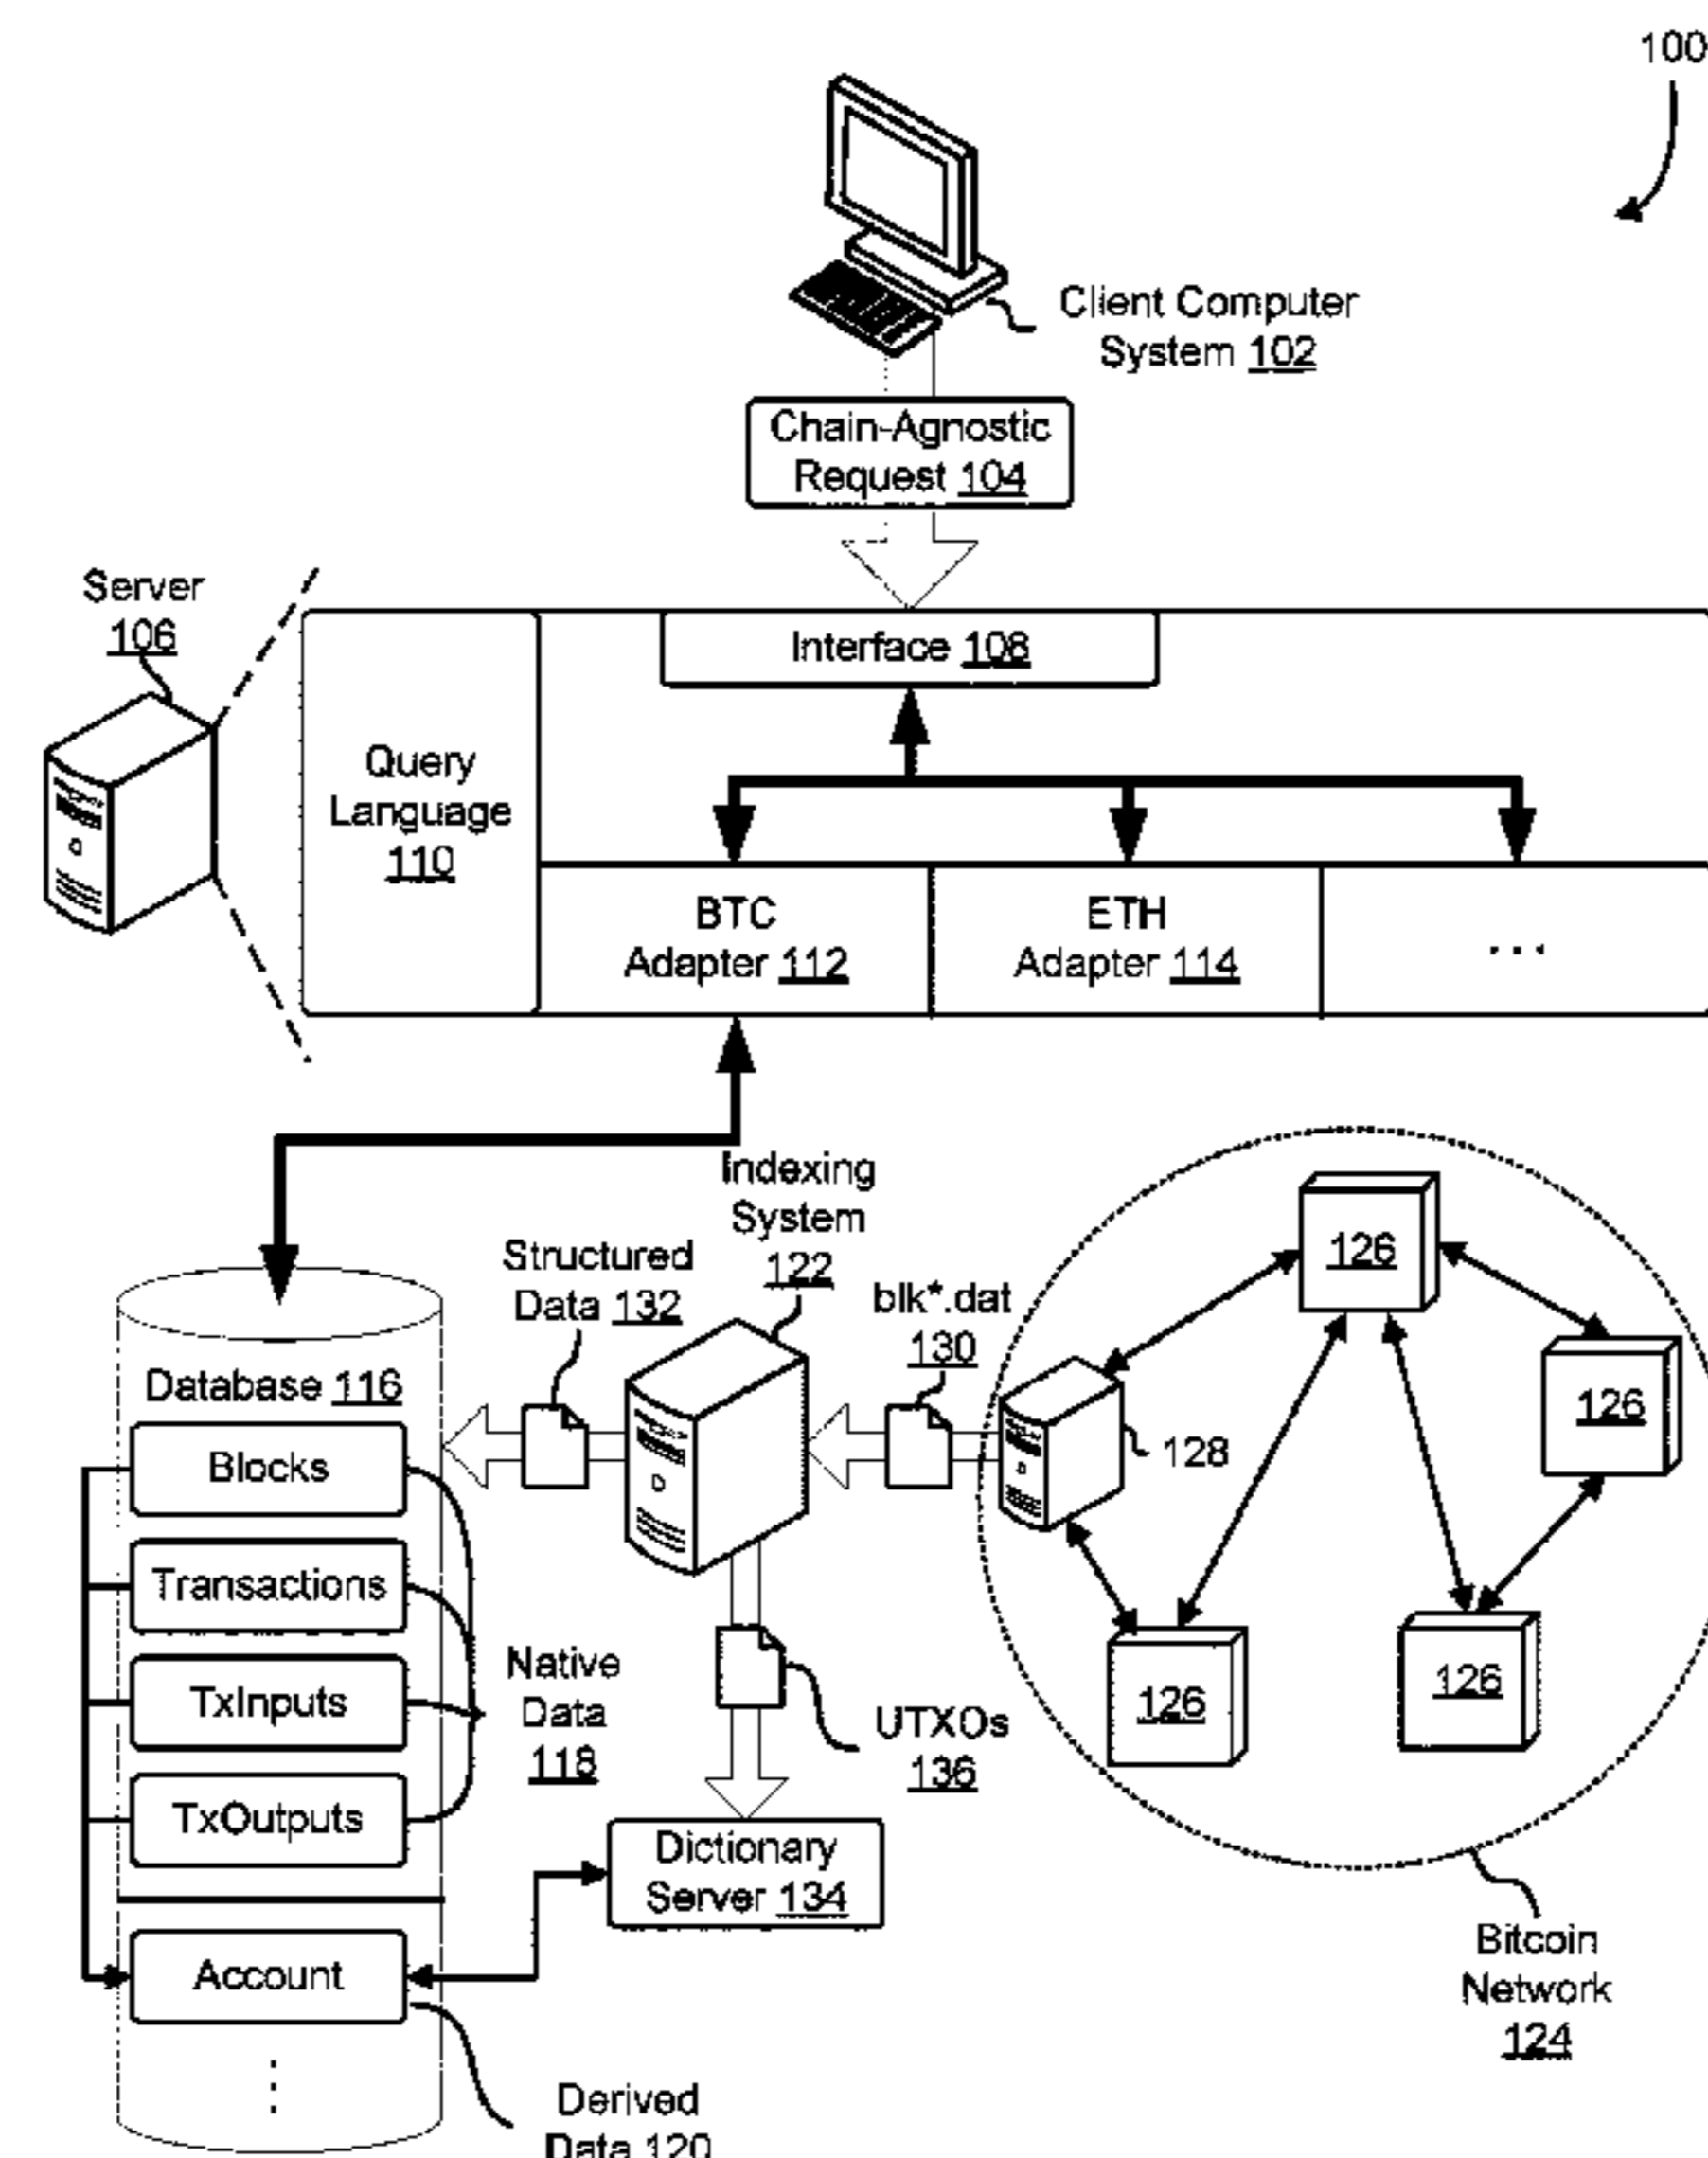 100
Client Computer
System 102
Chain-Agnostic
Request 104
Server
106
Interface 108
Query
Language
110
BTC
Adapter 112
ETH
Adapter 114
...
Indexing
System
122
Structured
Data 132
blk*.dat
130
126
126
128
126
126
Database 116
Blocks
Transactions
TxInputs
TxOutputs
Native
Data
118
UTXOs
136
Dictionary
Server 134
Account
Bitcoin
Network
124
Derived
Data 120